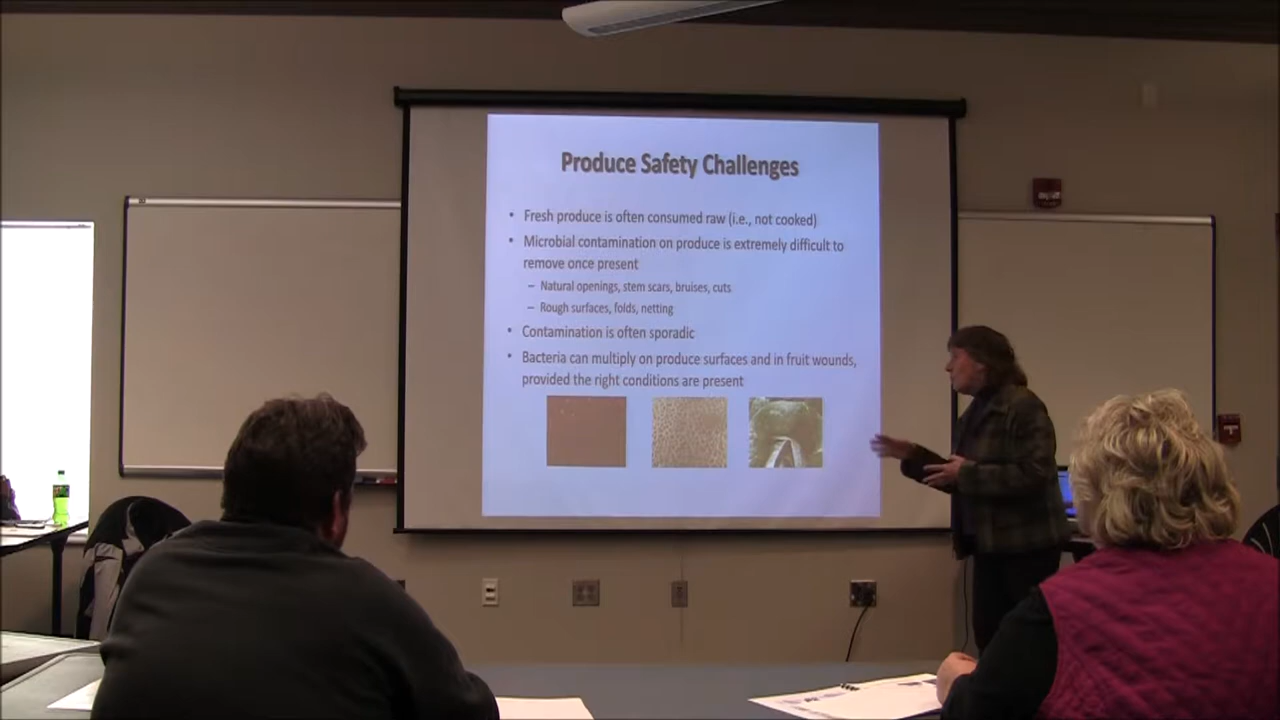 Produce Safety Challenges
• Fresh produce is often consumed raw (i.e., not cooked)
• Microbial contamination on produce is extremely difficult to
remove once present
– Natural openings, stem scars, bruises, cuts
– Rough surfaces, folds, netting
• Contamination is often sporadic
• Bacteria can multiply on produce surfaces and in fruit wounds,
provided the right conditions are present